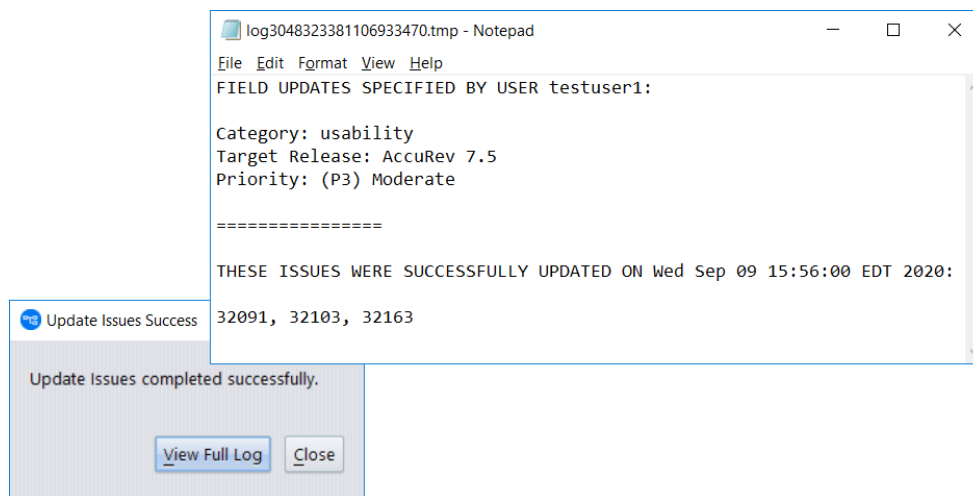 log3048323381106933470.tmp - Notepad
File Edit Format View Help
FIELD UPDATES SPECIFIED BY USER testuser1:
Category: usability
Target Release: AccuRev 7.5
Priority: (P3) Moderate
================
THESE ISSUES WERE SUCCESSFULLY UPDATED ON Wed Sep 09 15:56:00 EDT 2020:
32091, 32103, 32163
Update Issues Success
Update Issues completed successfully.
View Full Log
Close